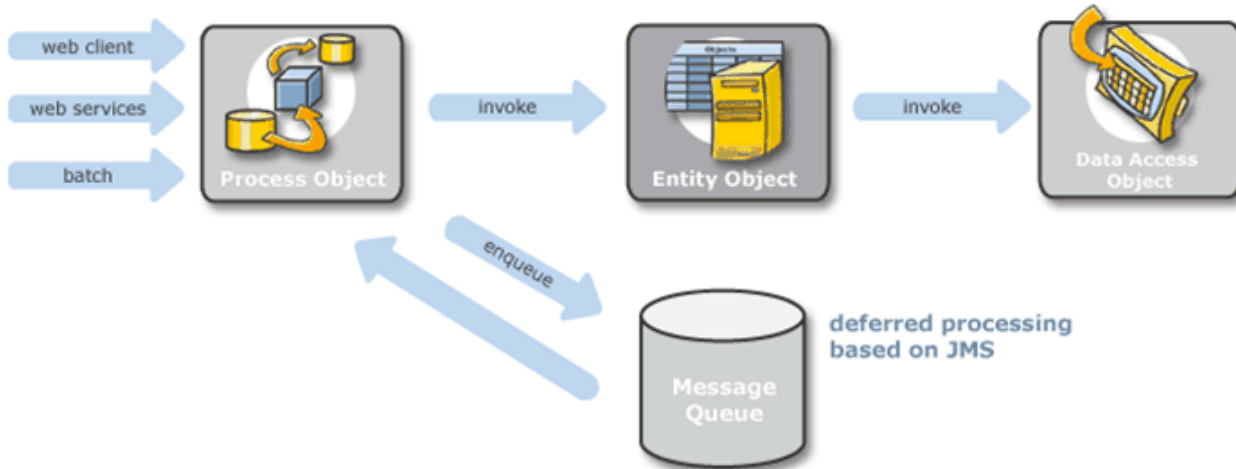 web client
web services
batch
Process Object
invoke
Objects
Entity Object
invoke
Data Access
Object
enqueue
deferred processing
based on JMS
Message
Queue